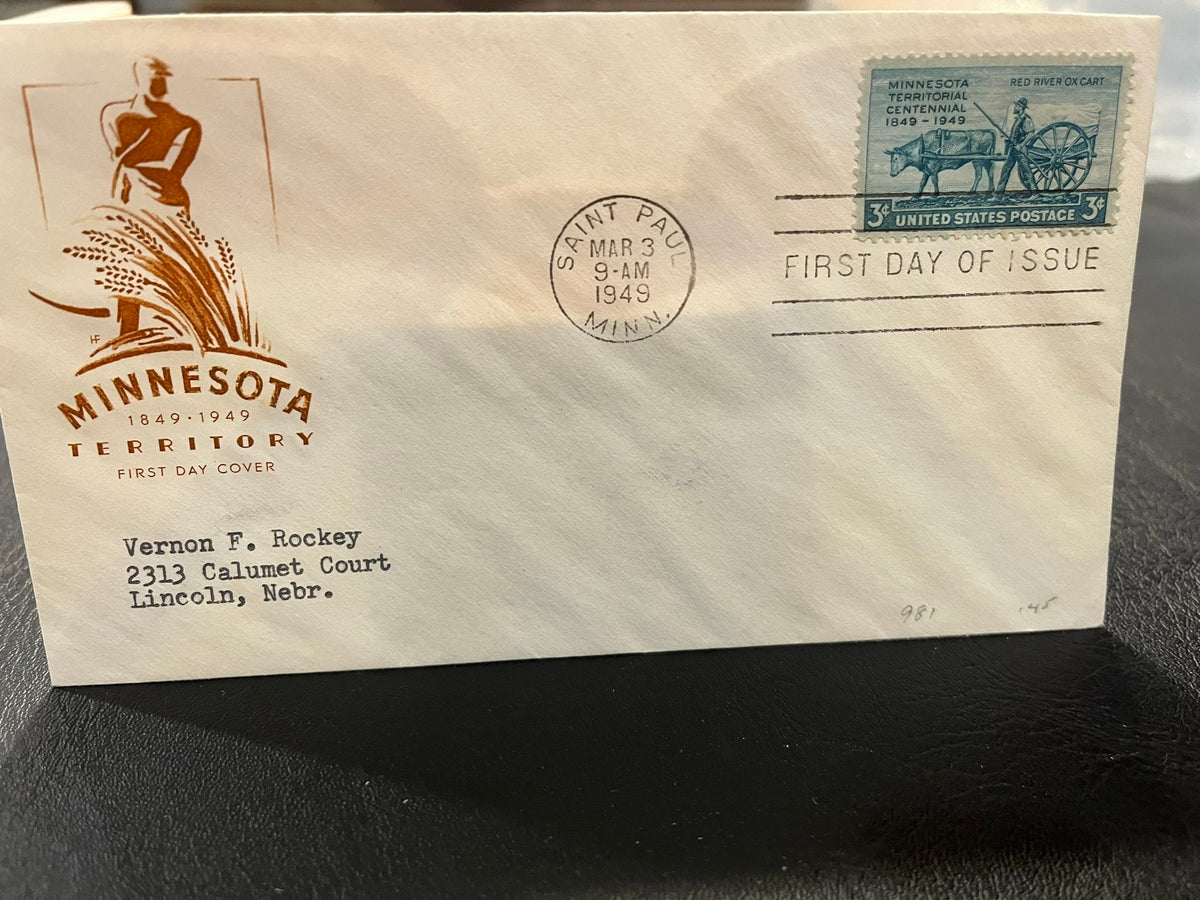 MINNESOTA
TERRITORIAL
CENTENNIAL
1849 - 1949
RED RIVER OX CART
3¢ UNITED STATES POSTAGE 3¢
SAINT PAUL
MAR 3
9-AM
1949
MINN.
FIRST DAY OF ISSUE
HF
MINNESOTA
1849 · 1949
TERRITORY
FIRST DAY COVER
Vernon F. Rockey
2313 Calumet Court
Lincoln, Nebr.
981
.45